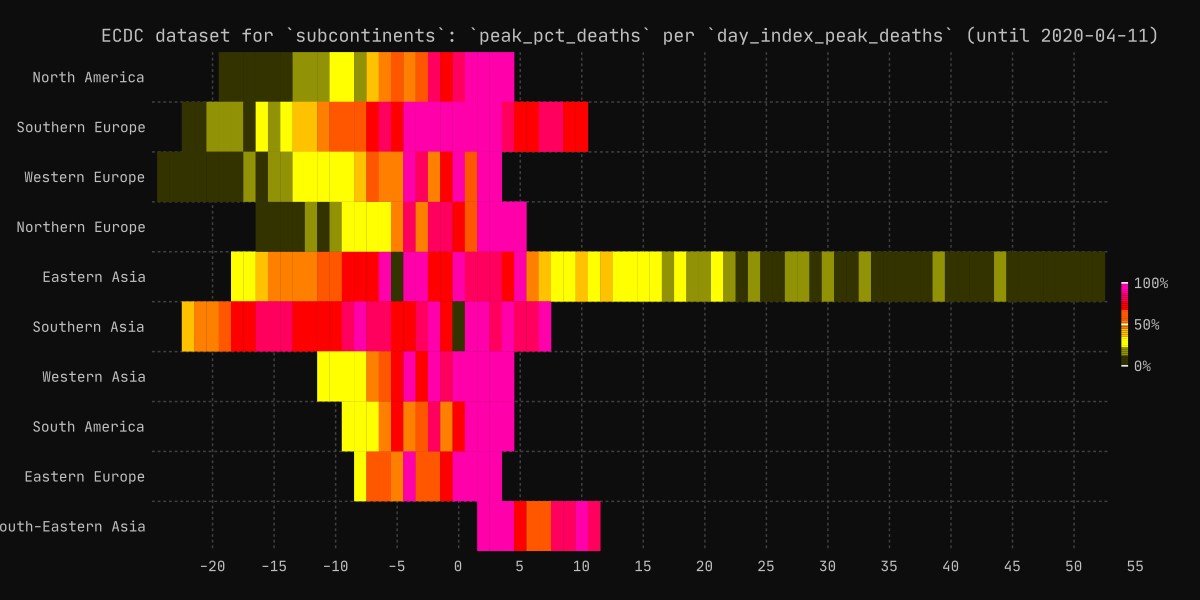 ECDC dataset for `subcontinents`: `peak_pct_deaths` per `day_index_peak_deaths` (until 2020-04-11)
North America
Southern Europe
Western Europe
Northern Europe
Eastern Asia
Southern Asia
Western Asia
South America
Eastern Europe
outh-Eastern Asia
100%
50%
0%
-20 -15 -10 -5 0 5 10 15 20 25 30 35 40 45 50 55